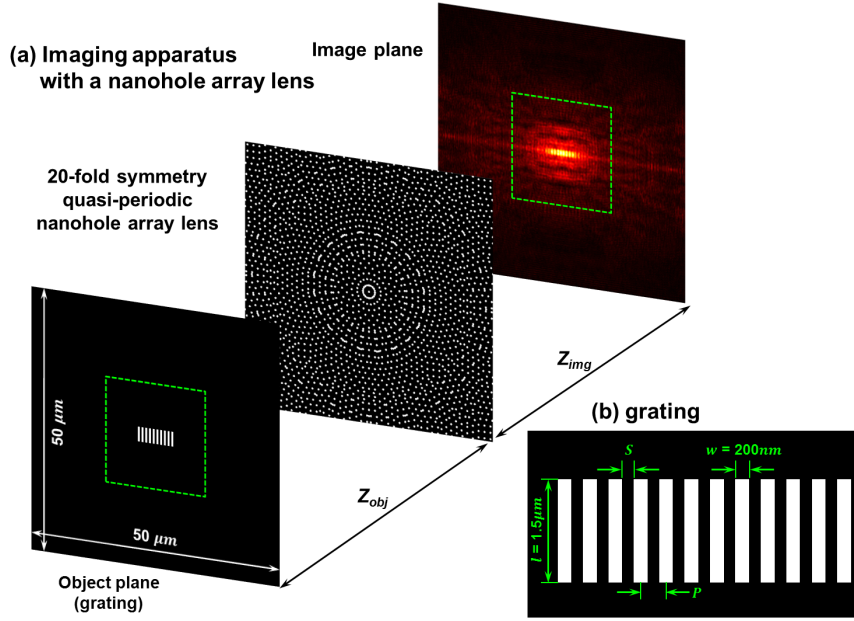 (a) Imaging apparatus
with a nanohole array lens
Image plane
20-fold symmetry
quasi-periodic
nanohole array lens
Z_img
50 μm
50 μm
Z_obj
Object plane
(grating)
(b) grating
S
w = 200nm
l = 1.5μm
P